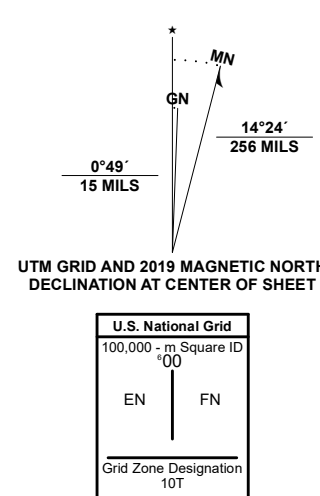 ★
MN
GN
14°24´
256 MILS
0°49´
15 MILS
UTM GRID AND 2019 MAGNETIC NORTH
DECLINATION AT CENTER OF SHEET
U.S. National Grid
100,000 - m Square ID
⁶00
EN FN
Grid Zone Designation
10T